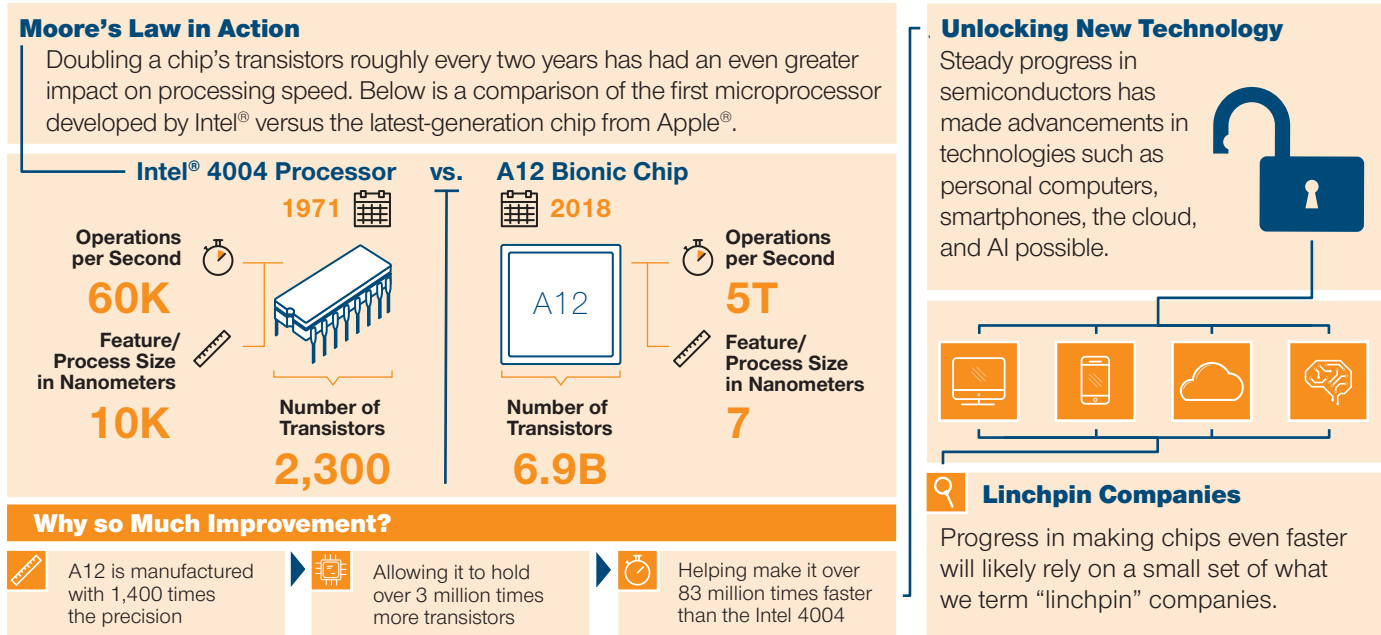 Moore's Law in Action
Doubling a chip's transistors roughly every two years has had an even greater
impact on processing speed. Below is a comparison of the first microprocessor
developed by Intel® versus the latest-generation chip from Apple®.
Intel® 4004 Processor vs. A12 Bionic Chip
1971
2018
Operations
per Second
60K
Feature/
Process Size
in Nanometers
10K
Number of
Transistors
2,300
A12
Operations
per Second
5T
Feature/
Process Size
in Nanometers
7
Number of
Transistors
6.9B
Why so Much Improvement?
A12 is manufactured
with 1,400 times
the precision
Allowing it to hold
over 3 million times
more transistors
Helping make it over
83 million times faster
than the Intel 4004
Unlocking New Technology
Steady progress in
semiconductors has
made advancements in
technologies such as
personal computers,
smartphones, the cloud,
and AI possible.
Linchpin Companies
Progress in making chips even faster
will likely rely on a small set of what
we term “linchpin” companies.